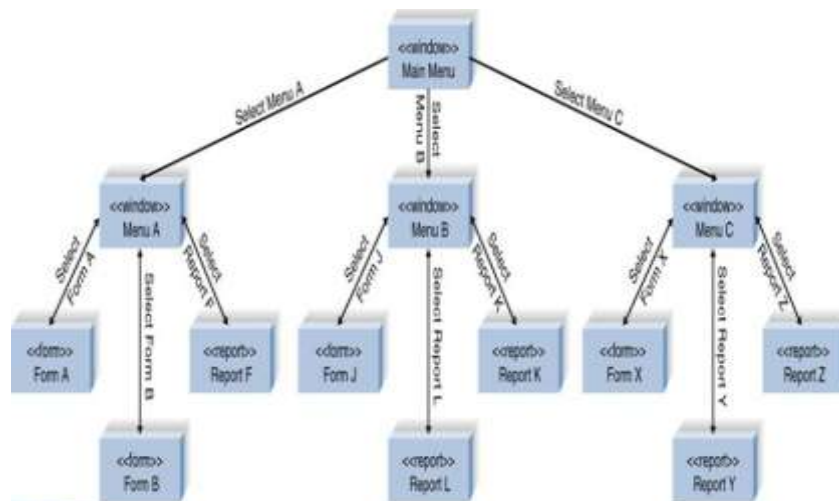 <<window>>
Main Menu
Select Menu A
Select
Menu B
Select Menu C
<<window>>
Menu A
<<window>>
Menu B
<<window>>
Menu C
Select
Form A
Select Form B
Select
Report F
Select
Form J
Select Report L
Select
Report K
Select
Form X
Select Report Y
Select
Report Z
<<form>>
Form A
<<report>>
Report F
<<form>>
Form J
<<report>>
Report K
<<form>>
Form X
<<report>>
Report Z
<<form>>
Form B
<<report>>
Report L
<<report>>
Report Y